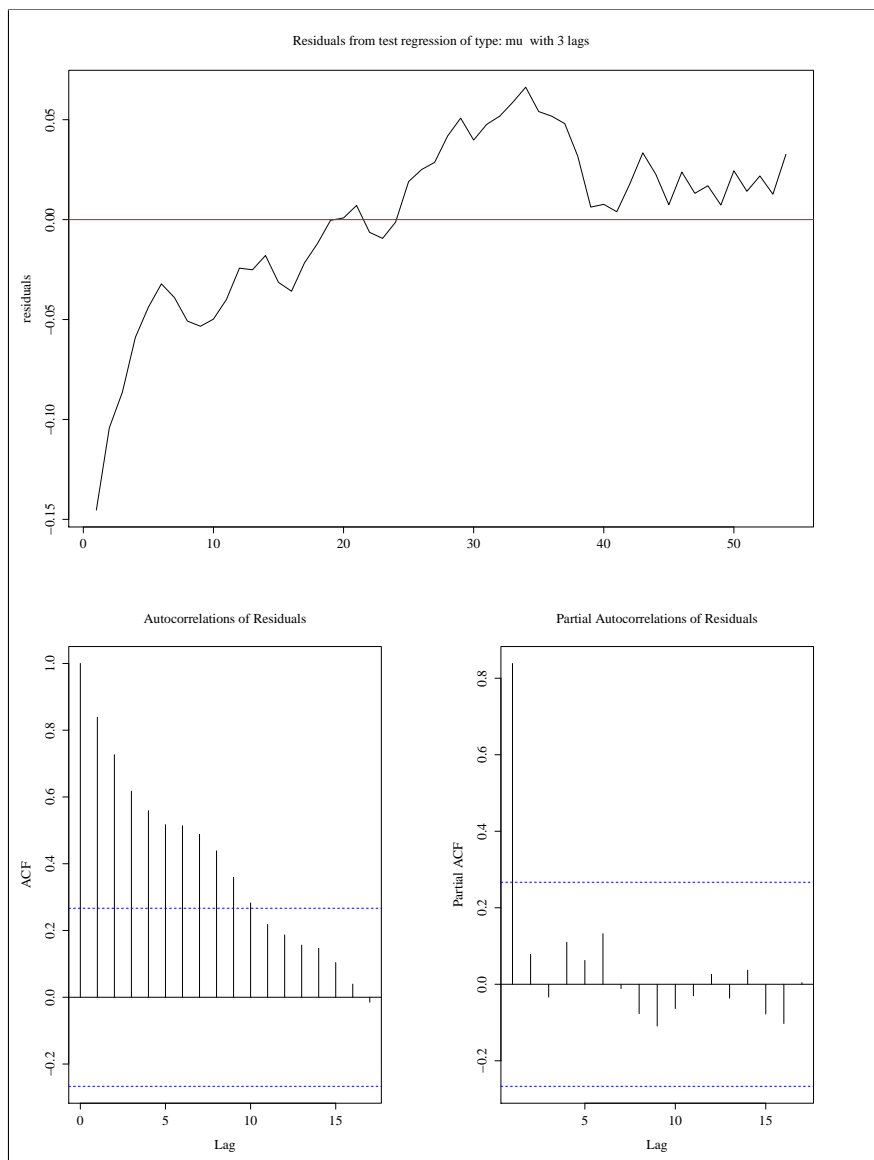 Residuals from test regression of type: mu  with 3 lags
residuals
0.05
0.00
−0.05
−0.10
−0.15
0 10 20 30 40 50
Autocorrelations of Residuals
ACF
1.0
0.8
0.6
0.4
0.2
0.0
−0.2
0 5 10 15
Lag
Partial Autocorrelations of Residuals
Partial ACF
0.8
0.6
0.4
0.2
0.0
−0.2
5 10 15
Lag